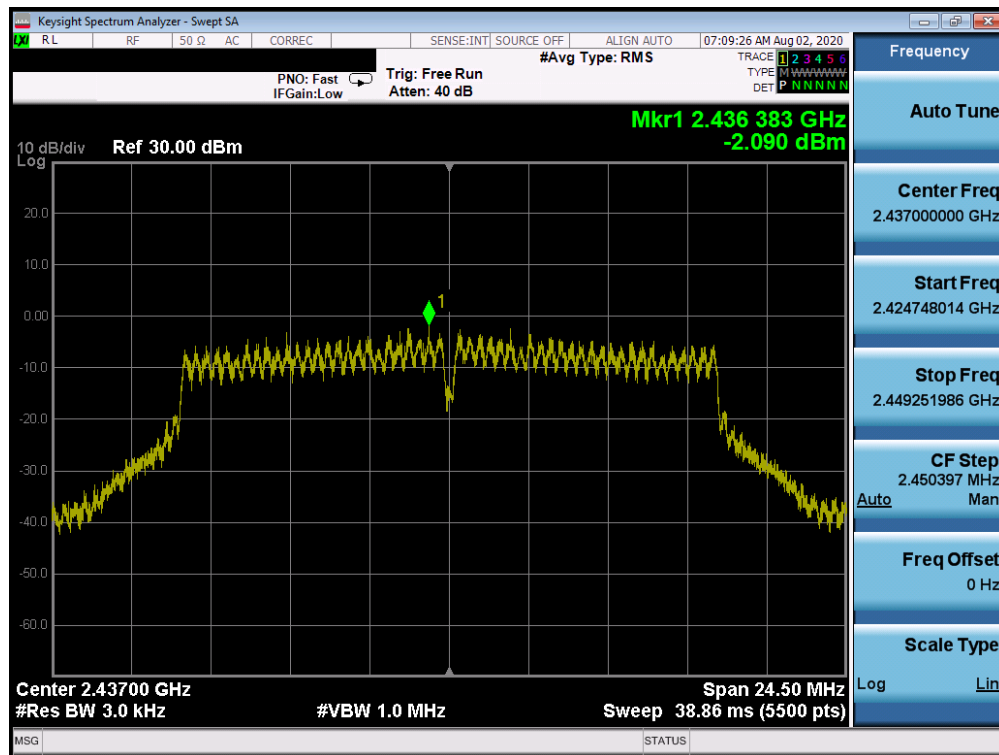 Keysight Spectrum Analyzer - Swept SA
LXI RL RF 50 Ω AC CORREC SENSE:INT SOURCE OFF ALIGN AUTO 07:09:26 AM Aug 02, 2020
#Avg Type: RMS
TRACE 1 2 3 4 5 6
PNO: Fast Trig: Free Run
TYPE M WWWWW
IFGain:Low Atten: 40 dB
DET P N N N N N
Mkr1 2.436 383 GHz
-2.090 dBm
10 dB/div Ref 30.00 dBm
Log
20.0
10.0
0.00
-10.0
-20.0
-30.0
-40.0
-50.0
-60.0
1
Center 2.43700 GHz Span 24.50 MHz
#Res BW 3.0 kHz #VBW 1.0 MHz Sweep 38.86 ms (5500 pts)
MSG STATUS
Frequency
Auto Tune
Center Freq
2.437000000 GHz
Start Freq
2.424748014 GHz
Stop Freq
2.449251986 GHz
CF Step
2.450397 MHz
Auto Man
Freq Offset
0 Hz
Scale Type
Log Lin